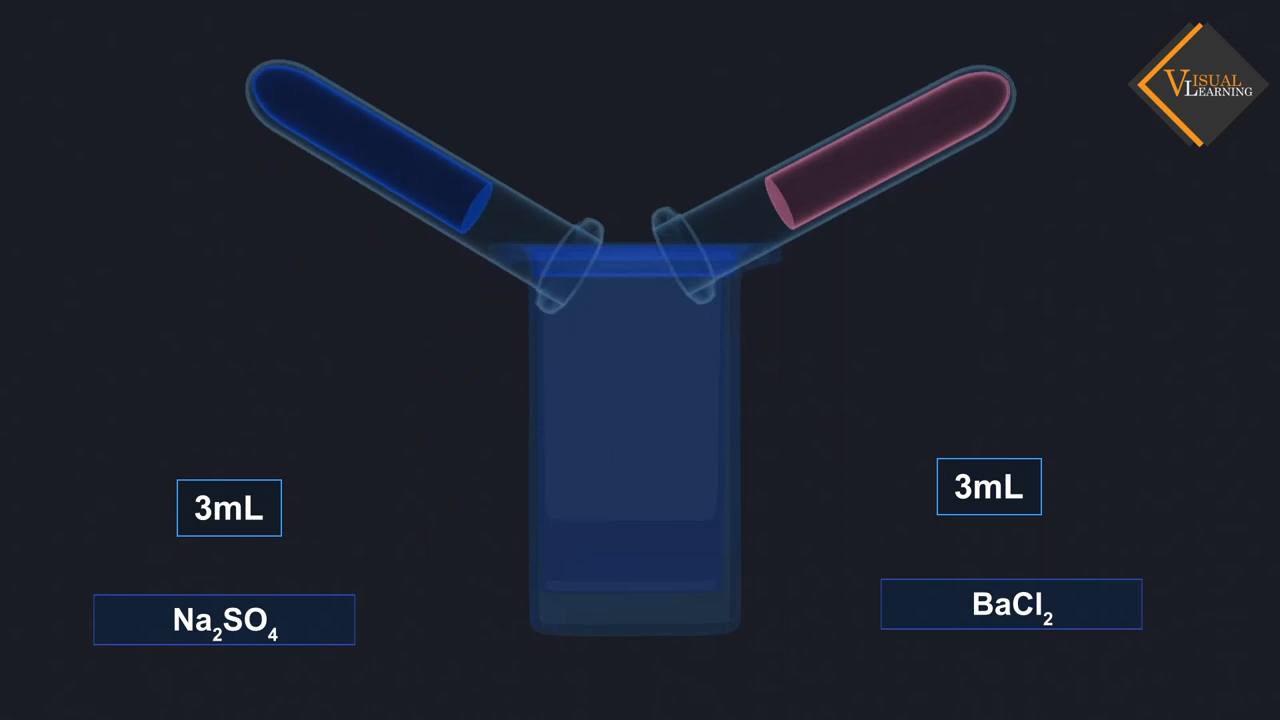 VISUAL
LEARNING
3mL
3mL
Na₂SO₄
BaCl₂